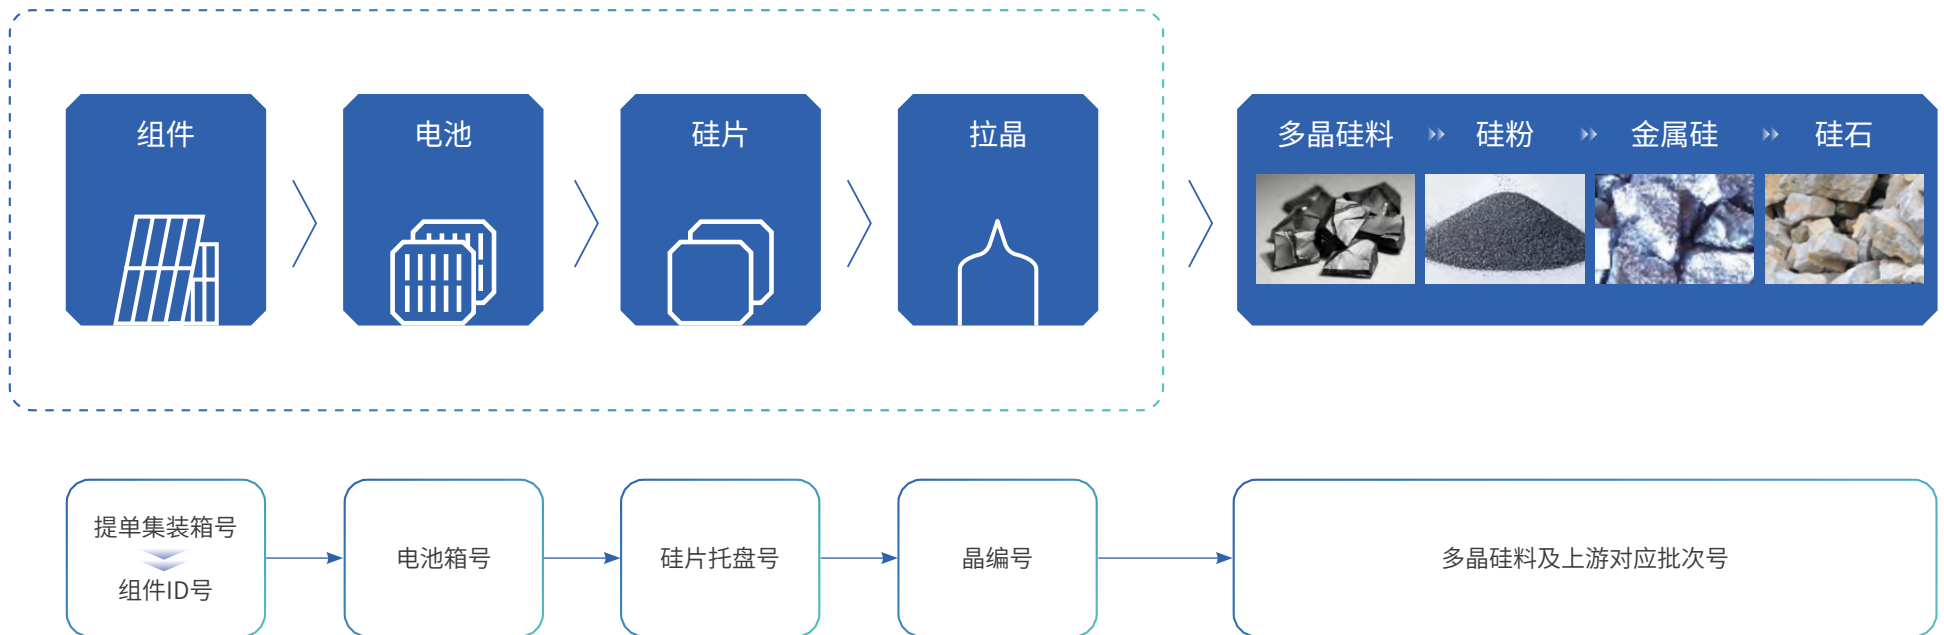 组件
电池
硅片
拉晶
多晶硅料
硅粉
金属硅
硅石
提单集装箱号
组件ID号
电池箱号
硅片托盘号
晶编号
多晶硅料及上游对应批次号